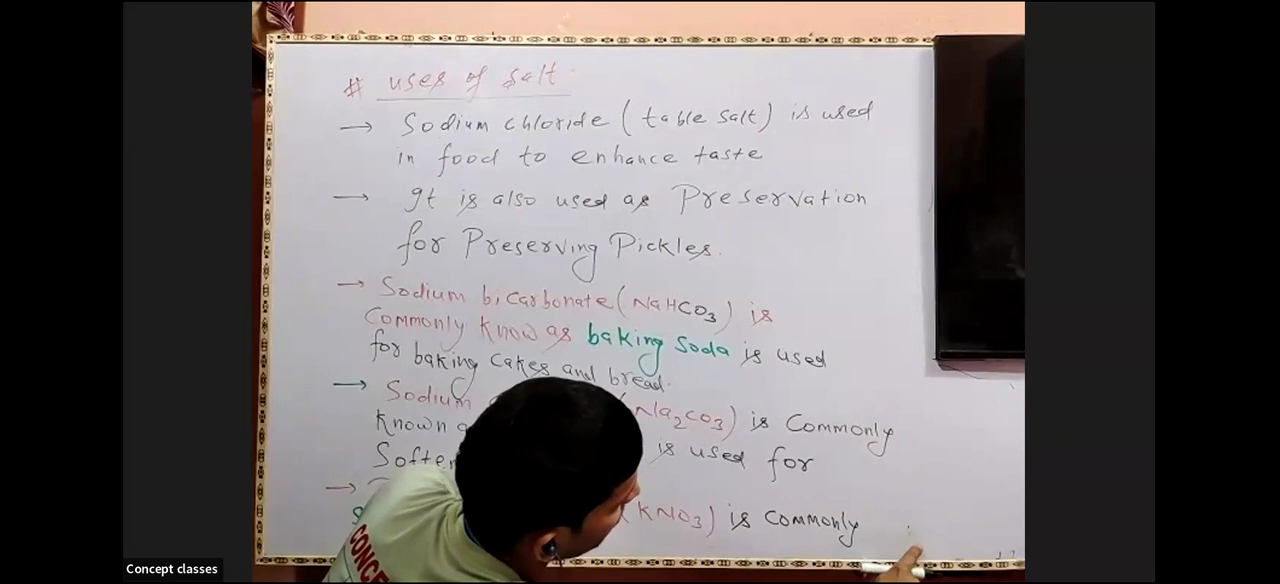 # uses of salt
→ Sodium chloride (table salt) is used
in food to enhance taste
→ It is also used as Preservation
for Preserving Pickles.
→ Sodium bicarbonate (NaHCO3) is
Commonly know as baking Soda is used
for baking cakes and bread.
→ Sodium (Na2CO3) is Commonly
known
is used for
→ (KNO3) is Commonly
Concept classes